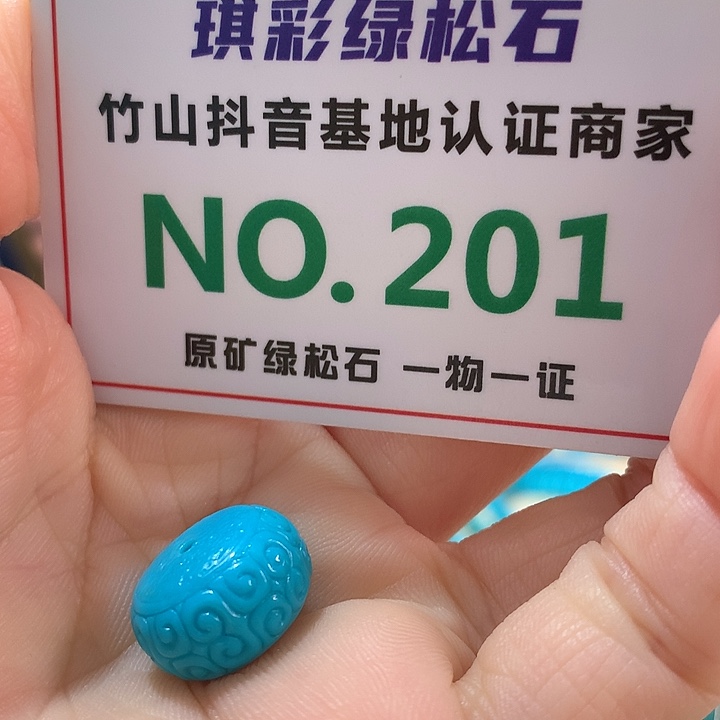 琪彩绿松石
竹山抖音基地认证商家
NO.201
原矿绿松石 一物一证